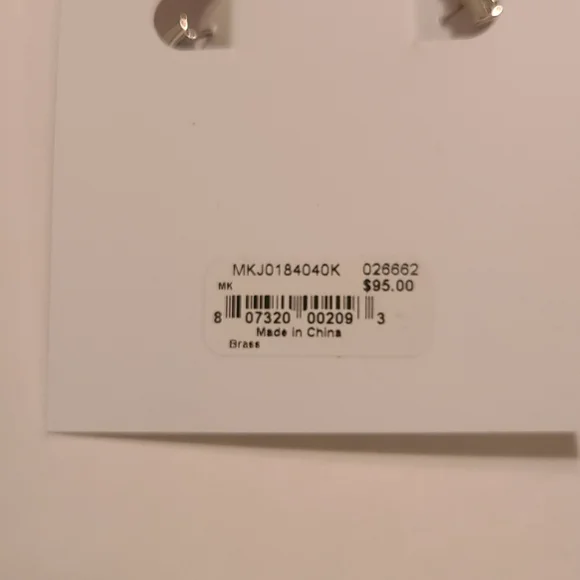 MKJ0184040K 026662
MK $95.00
8 07320 00209 3
Made in China
Brass